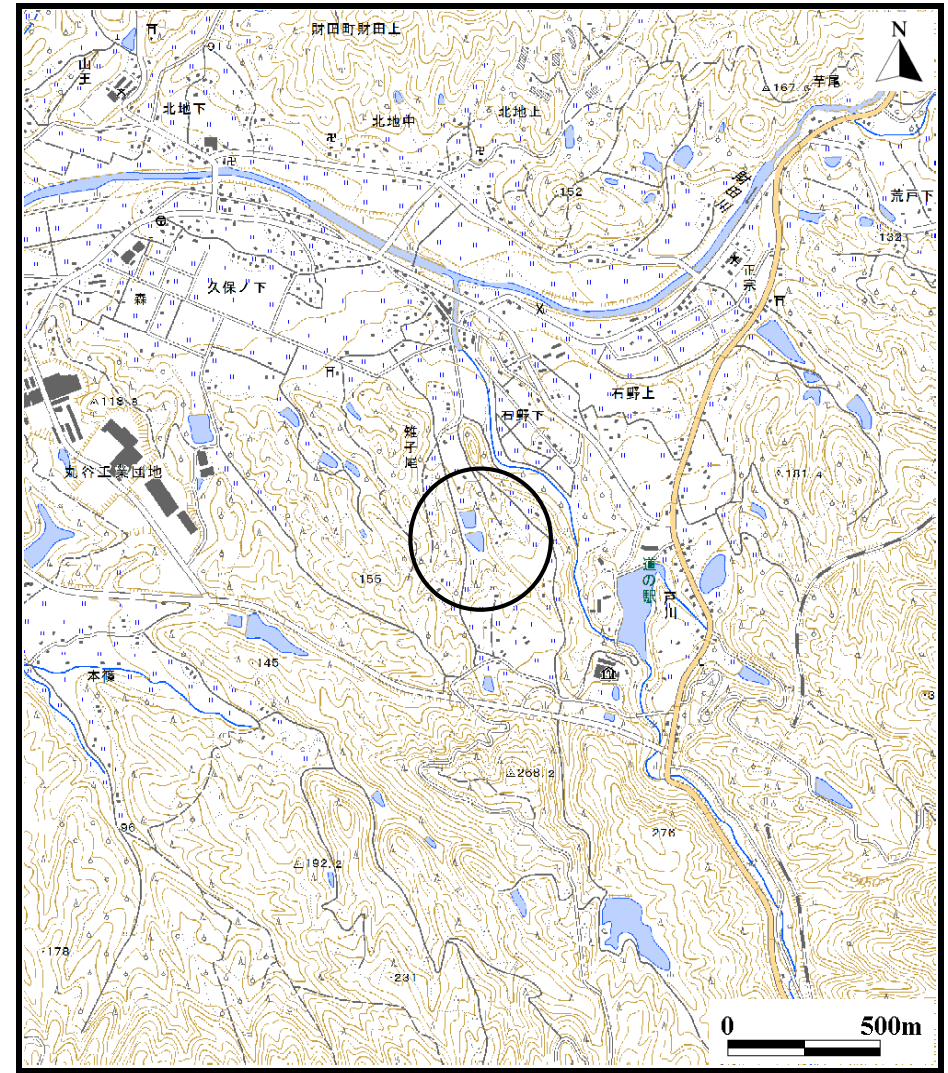 財田町財田上
N
91
山王
167.6
芋尾
北地下
北地中
北地上
財田川
152
荒戸下
132
正宗
久保ノ下
森
石野上
118.8
石野下
雉子尾
丸谷工業団地
181.4
道の駅
戸川
155
145
本篠
268.2
96
276
192.2
178
231
0 500m